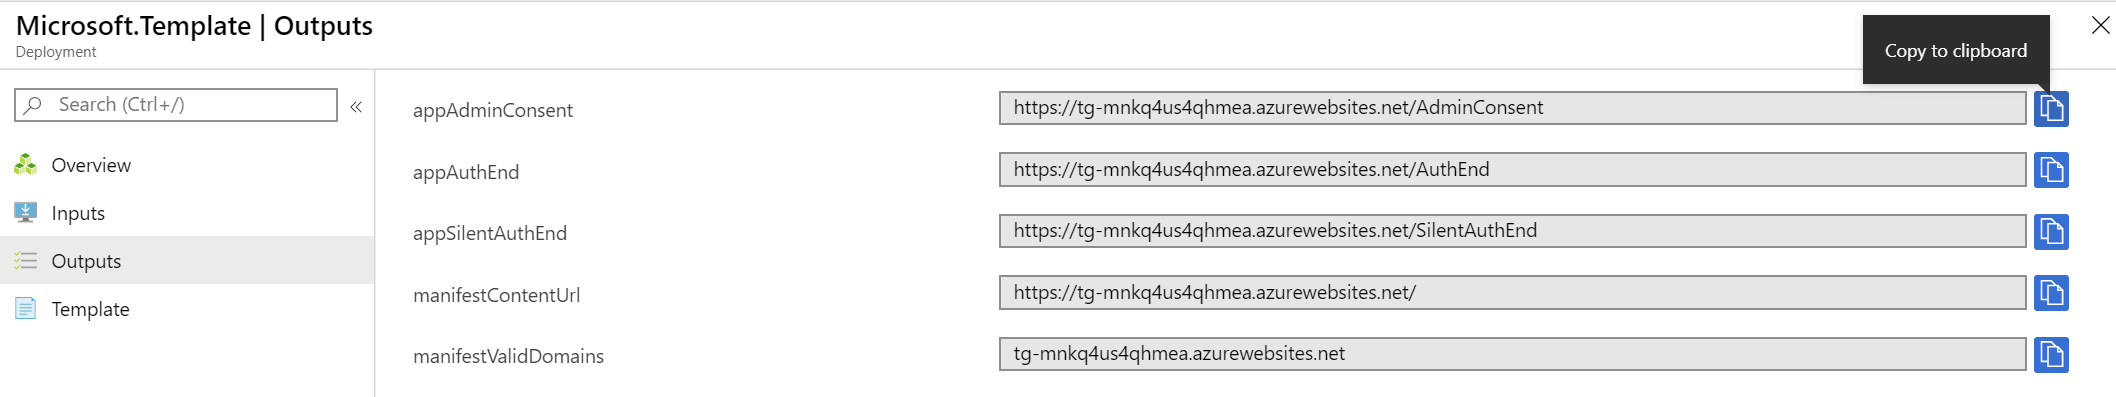 Microsoft.Template | Outputs
Deployment
Copy to clipboard
Search (Ctrl+/)
«
Overview
Inputs
Outputs
Template
appAdminConsent
https://tg-mnkq4us4qhmea.azurewebsites.net/AdminConsent
appAuthEnd
https://tg-mnkq4us4qhmea.azurewebsites.net/AuthEnd
appSilentAuthEnd
https://tg-mnkq4us4qhmea.azurewebsites.net/SilentAuthEnd
manifestContentUrl
https://tg-mnkq4us4qhmea.azurewebsites.net/
manifestValidDomains
tg-mnkq4us4qhmea.azurewebsites.net